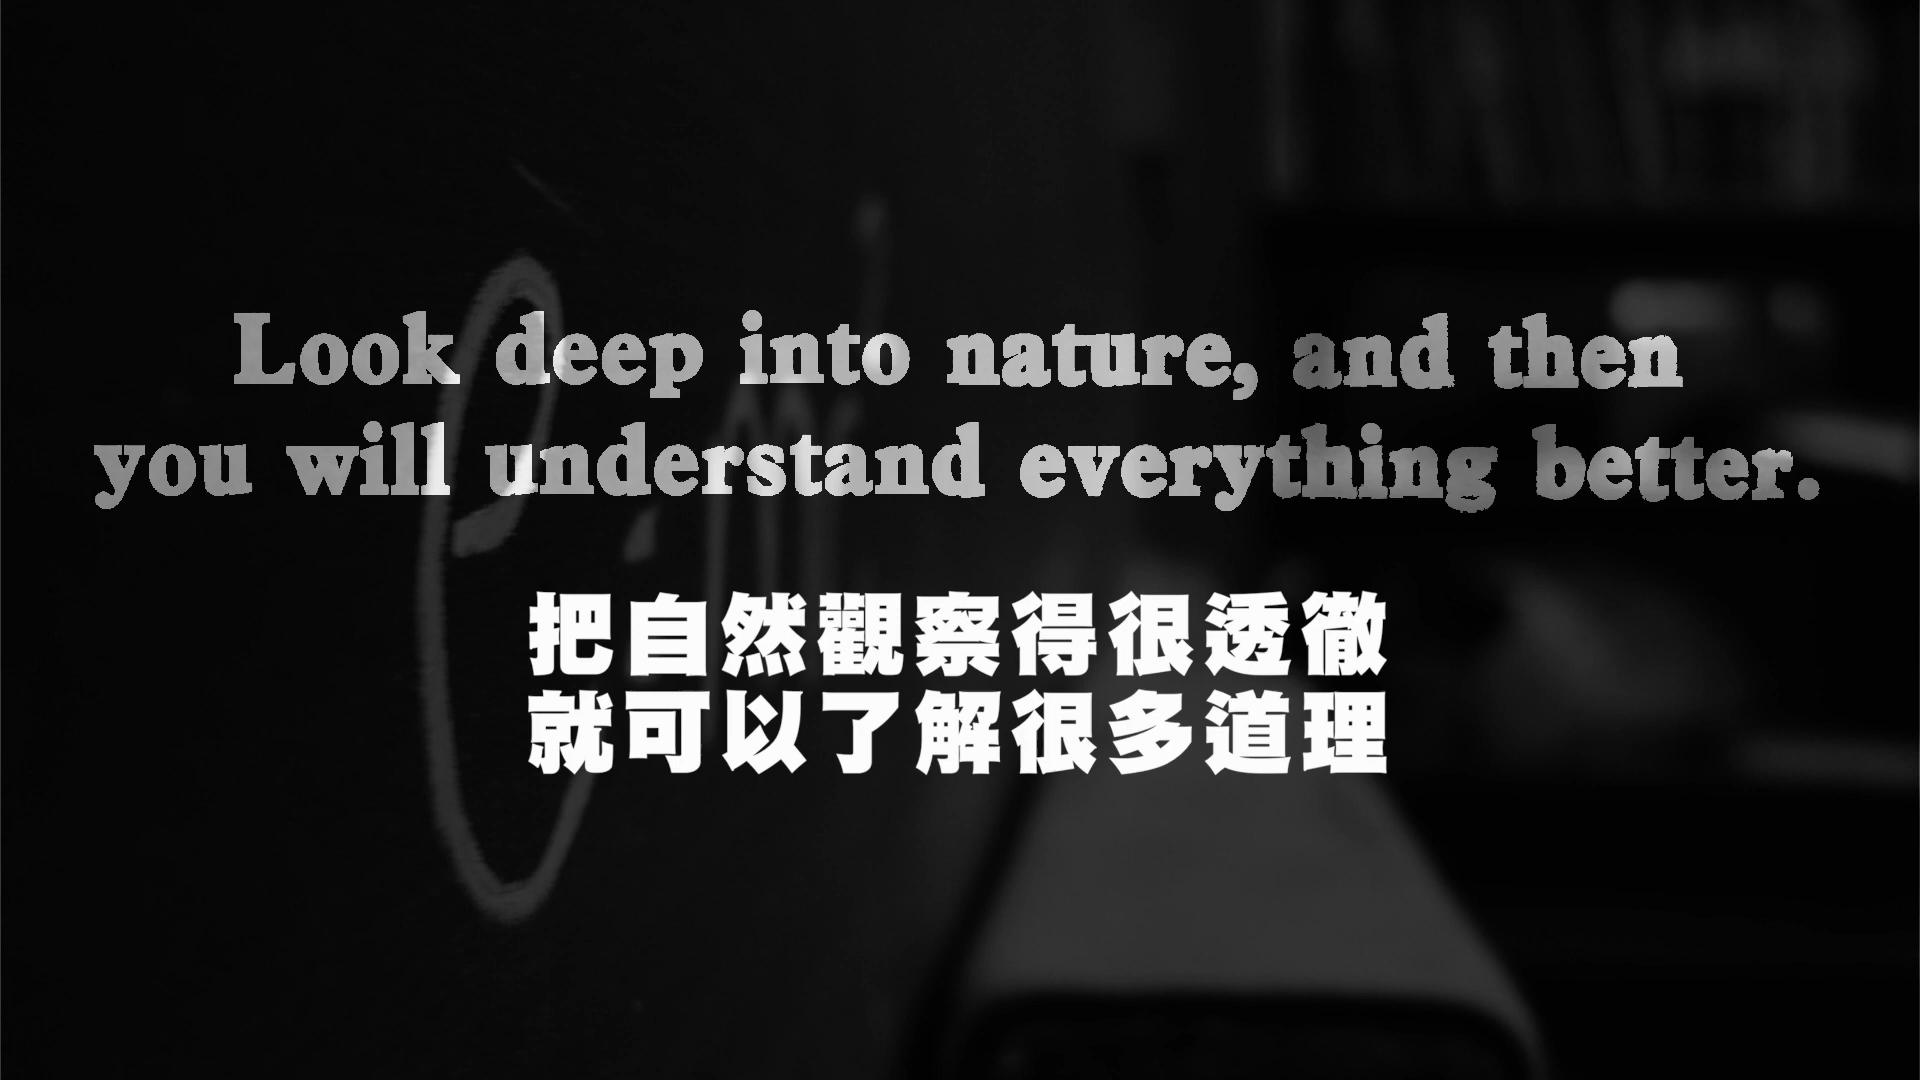 Look deep into nature, and then
you will understand everything better.
把自然觀察得很透徹
就可以了解很多道理